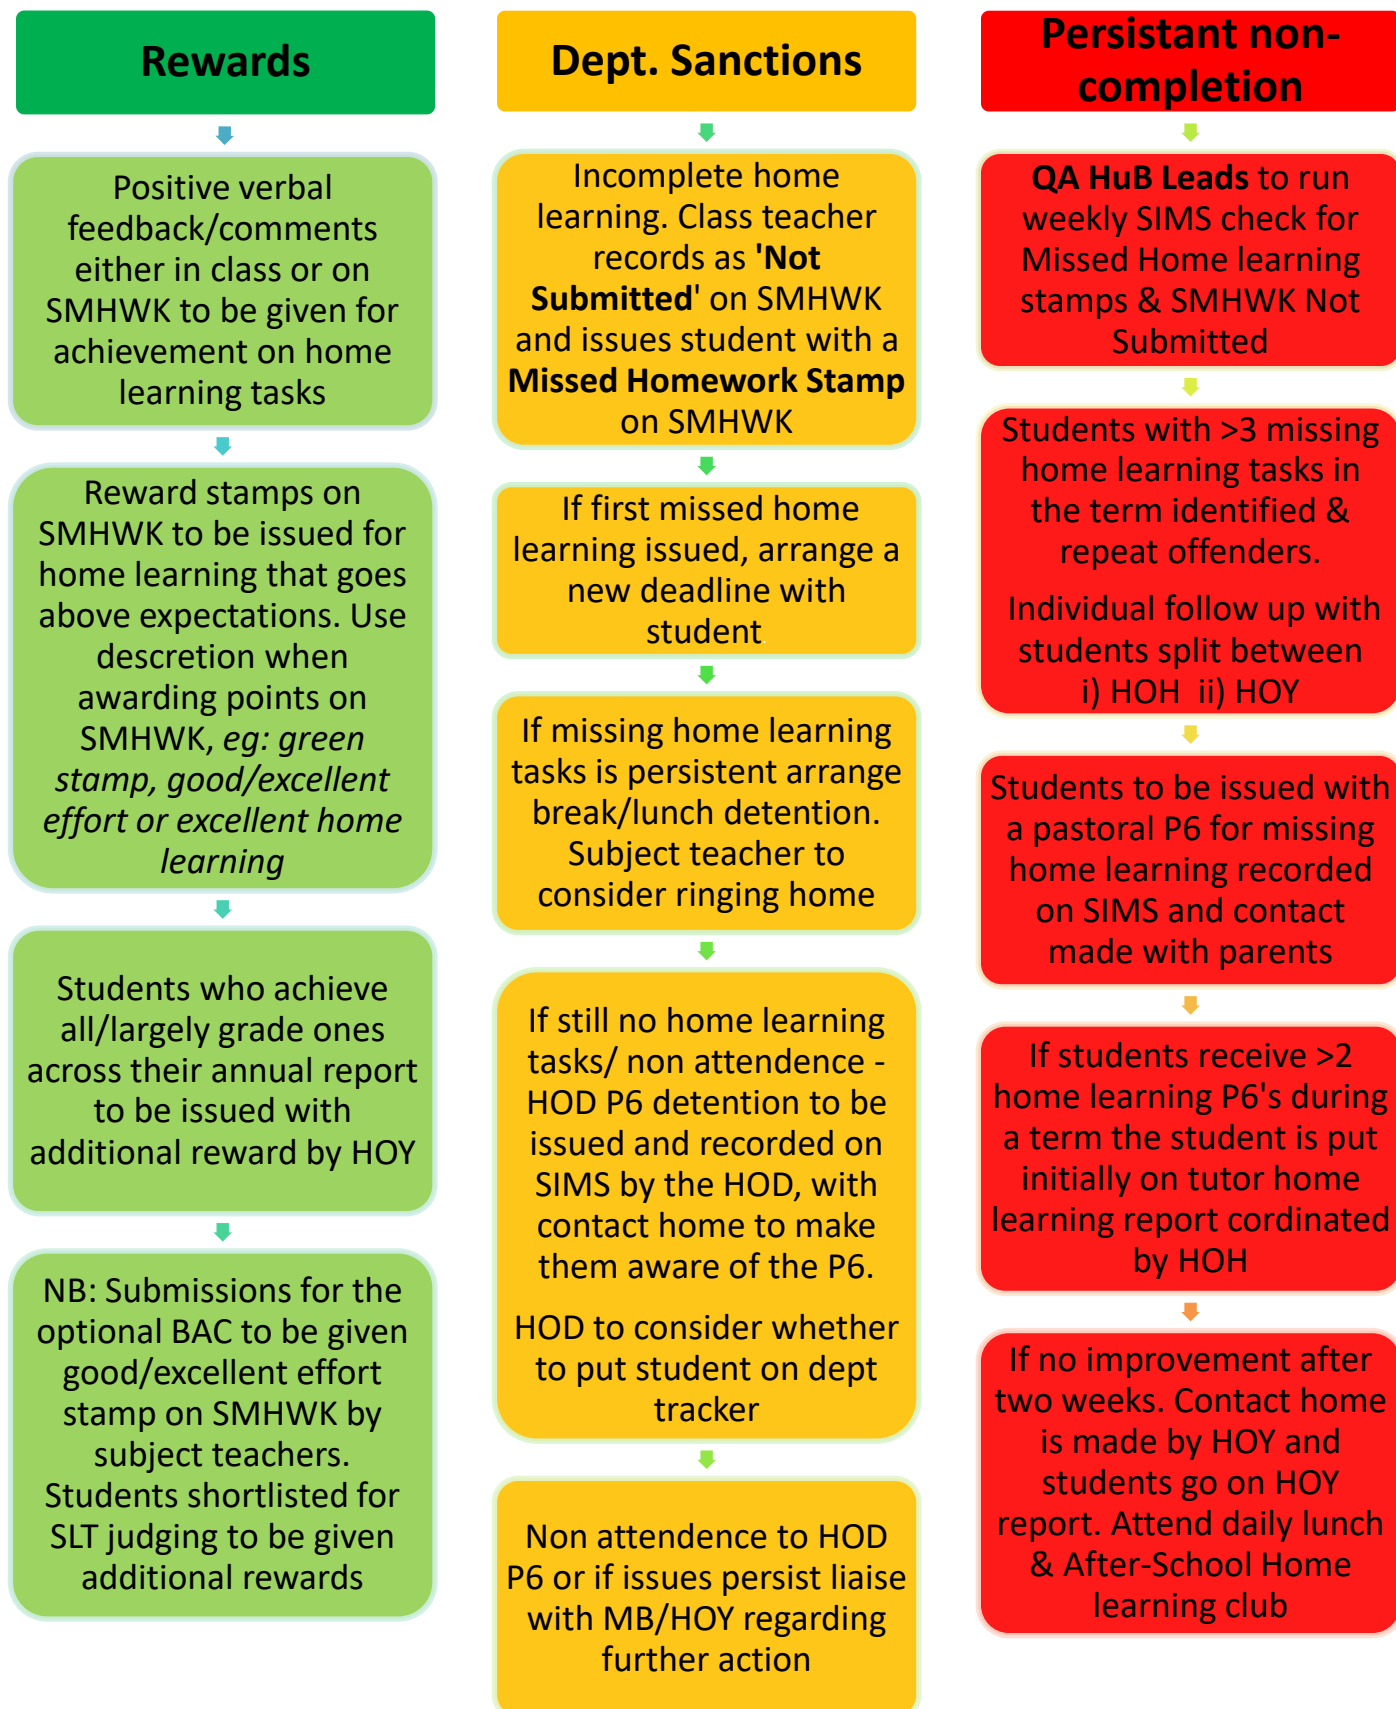 Rewards
Positive verbal
feedback/comments
either in class or on
SMHWK to be given for
achievement on home
learning tasks
Reward stamps on
SMHWK to be issued for
home learning that goes
above expectations. Use
descretion when
awarding points on
SMHWK, eg: green
stamp, good/excellent
effort or excellent home
learning
Students who achieve
all/largely grade ones
across their annual report
to be issued with
additional reward by HOY
NB: Submissions for the
optional BAC to be given
good/excellent effort
stamp on SMHWK by
subject teachers.
Students shortlisted for
SLT judging to be given
additional rewards
Dept. Sanctions
Incomplete home
learning. Class teacher
records as 'Not
Submitted' on SMHWK
and issues student with a
Missed Homework Stamp
on SMHWK
If first missed home
learning issued, arrange a
new deadline with
student
If missing home learning
tasks is persistent arrange
break/lunch detention.
Subject teacher to
consider ringing home
If still no home learning
tasks/ non attendence -
HOD P6 detention to be
issued and recorded on
SIMS by the HOD, with
contact home to make
them aware of the P6.
HOD to consider whether
to put student on dept
tracker
Non attendence to HOD
P6 or if issues persist liaise
with MB/HOY regarding
further action
Persistant non-
completion
QA HuB Leads to run
weekly SIMS check for
Missed Home learning
stamps & SMHWK Not
Submitted
Students with >3 missing
home learning tasks in
the term identified &
repeat offenders.
Individual follow up with
students split between
i) HOH  ii) HOY
Students to be issued with
a pastoral P6 for missing
home learning recorded
on SIMS and contact
made with parents
If students receive >2
home learning P6's during
a term the student is put
initially on tutor home
learning report cordinated
by HOH
If no improvement after
two weeks. Contact home
is made by HOY and
students go on HOY
report. Attend daily lunch
& After-School Home
learning club